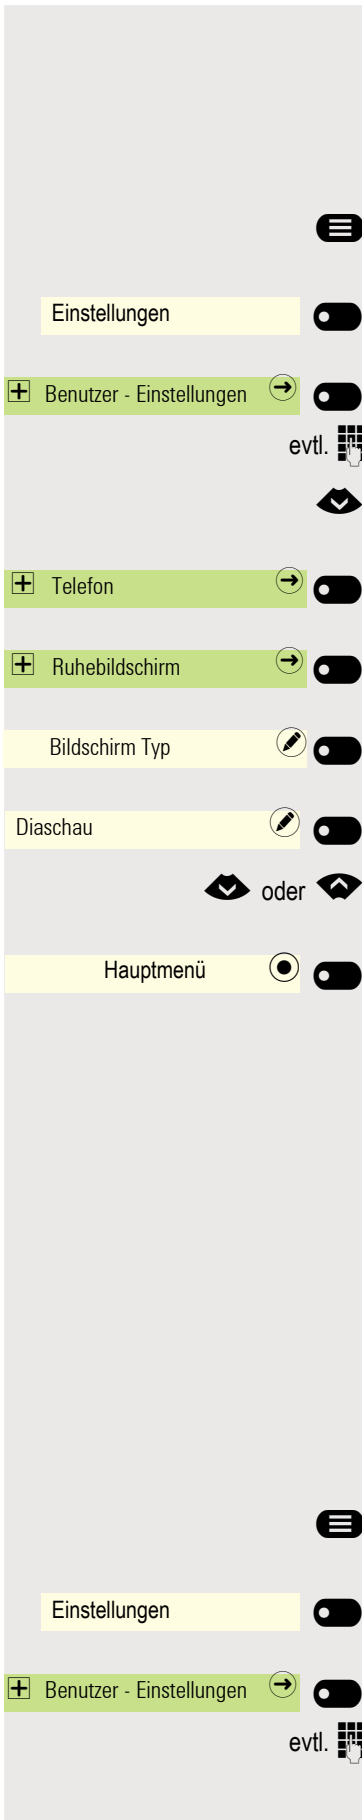 Einstellungen
Benutzer - Einstellungen
evtl.
Telefon
Ruhebildschirm
Bildschirm Typ
Diaschau
oder
Hauptmenü
Einstellungen
Benutzer - Einstellungen
evtl.